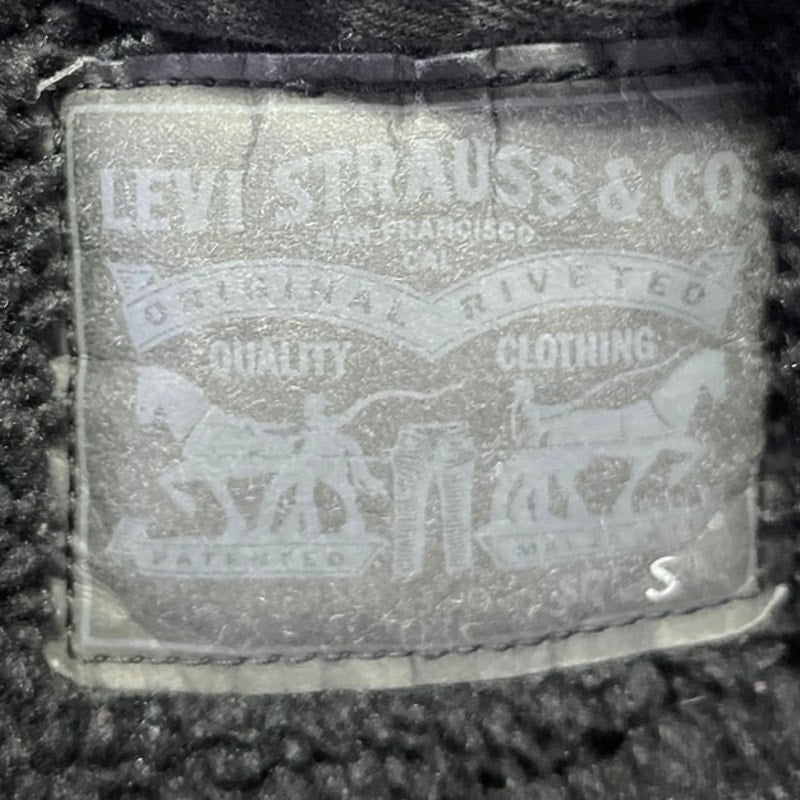 LEVI STRAUSS & CO.
SAN FRANCISCO
CAL
ORIGINAL RIVETED
QUALITY CLOTHING
PATENTED
S